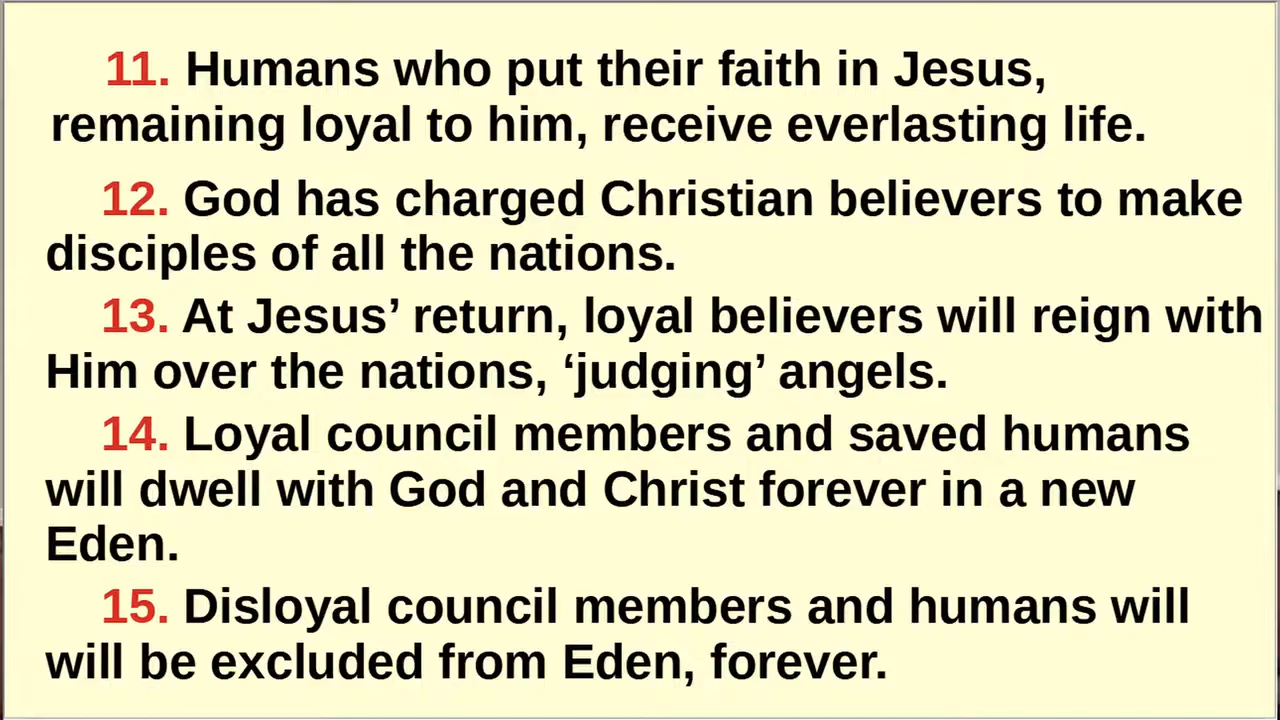 11. Humans who put their faith in Jesus,
remaining loyal to him, receive everlasting life.
12. God has charged Christian believers to make
disciples of all the nations.
13. At Jesus’ return, loyal believers will reign with
Him over the nations, ‘judging’ angels.
14. Loyal council members and saved humans
will dwell with God and Christ forever in a new
Eden.
15. Disloyal council members and humans will
will be excluded from Eden, forever.